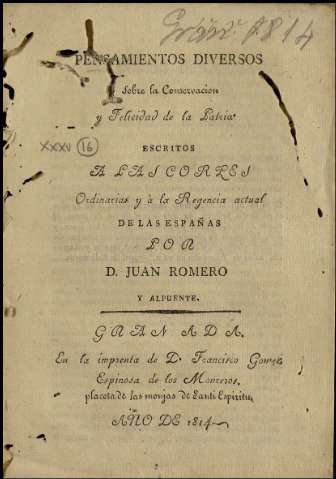 Granª 1814
PENSAMIENTOS DIVERSOS
sobre la Conservacion
y Felicidad de la Patria
XXXV (16)
ESCRITOS
A LAS CORTES
Ordinarias y à la Regencia actual
DE LAS ESPAÑAS
POR
D. JUAN ROMERO
Y ALPUENTE.
GRANADA.
En la imprenta de D. Francisco Gomez
Espinosa de los Monteros,
placeta de las monjas de Santi Espiritu,
AÑO DE 1814